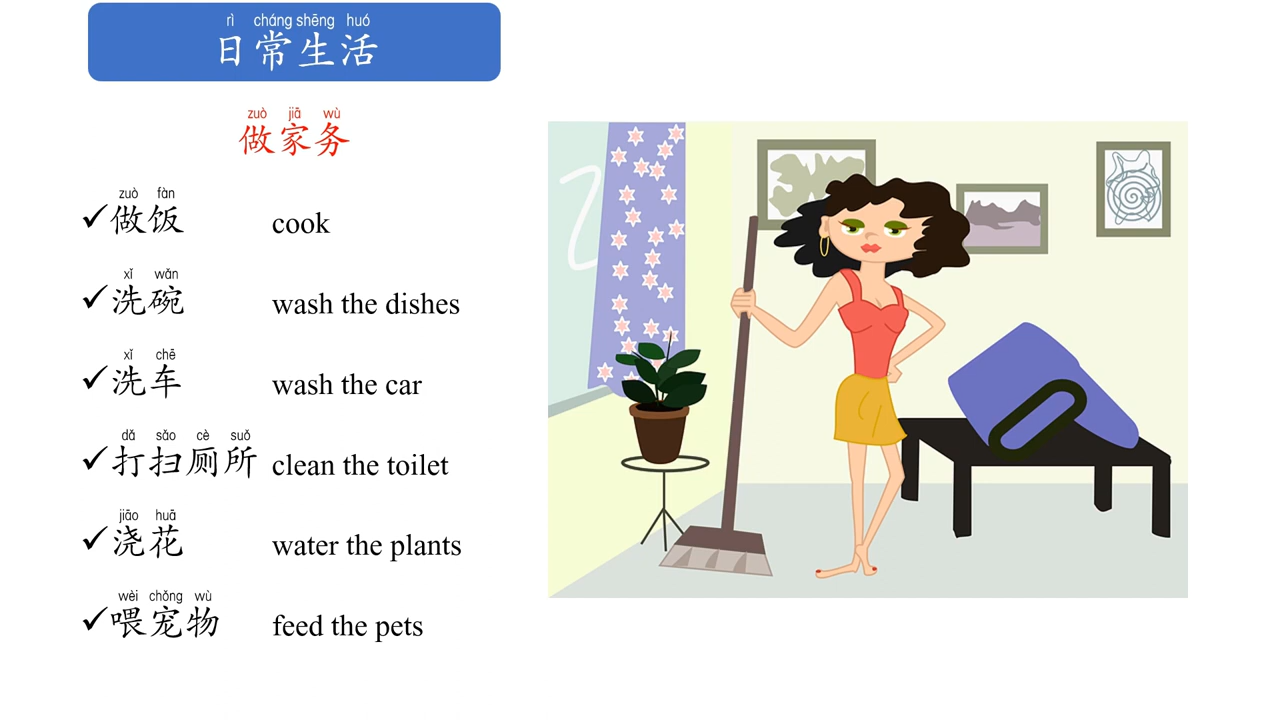 rì cháng shēng huó
日常生活
zuò jiā wù
做家务
zuò fàn
✓做饭 cook
xǐ wǎn
✓洗碗 wash the dishes
xǐ chē
✓洗车 wash the car
dǎ sǎo cè suǒ
✓打扫厕所 clean the toilet
jiāo huā
✓浇花 water the plants
wèi chǒng wù
✓喂宠物 feed the pets